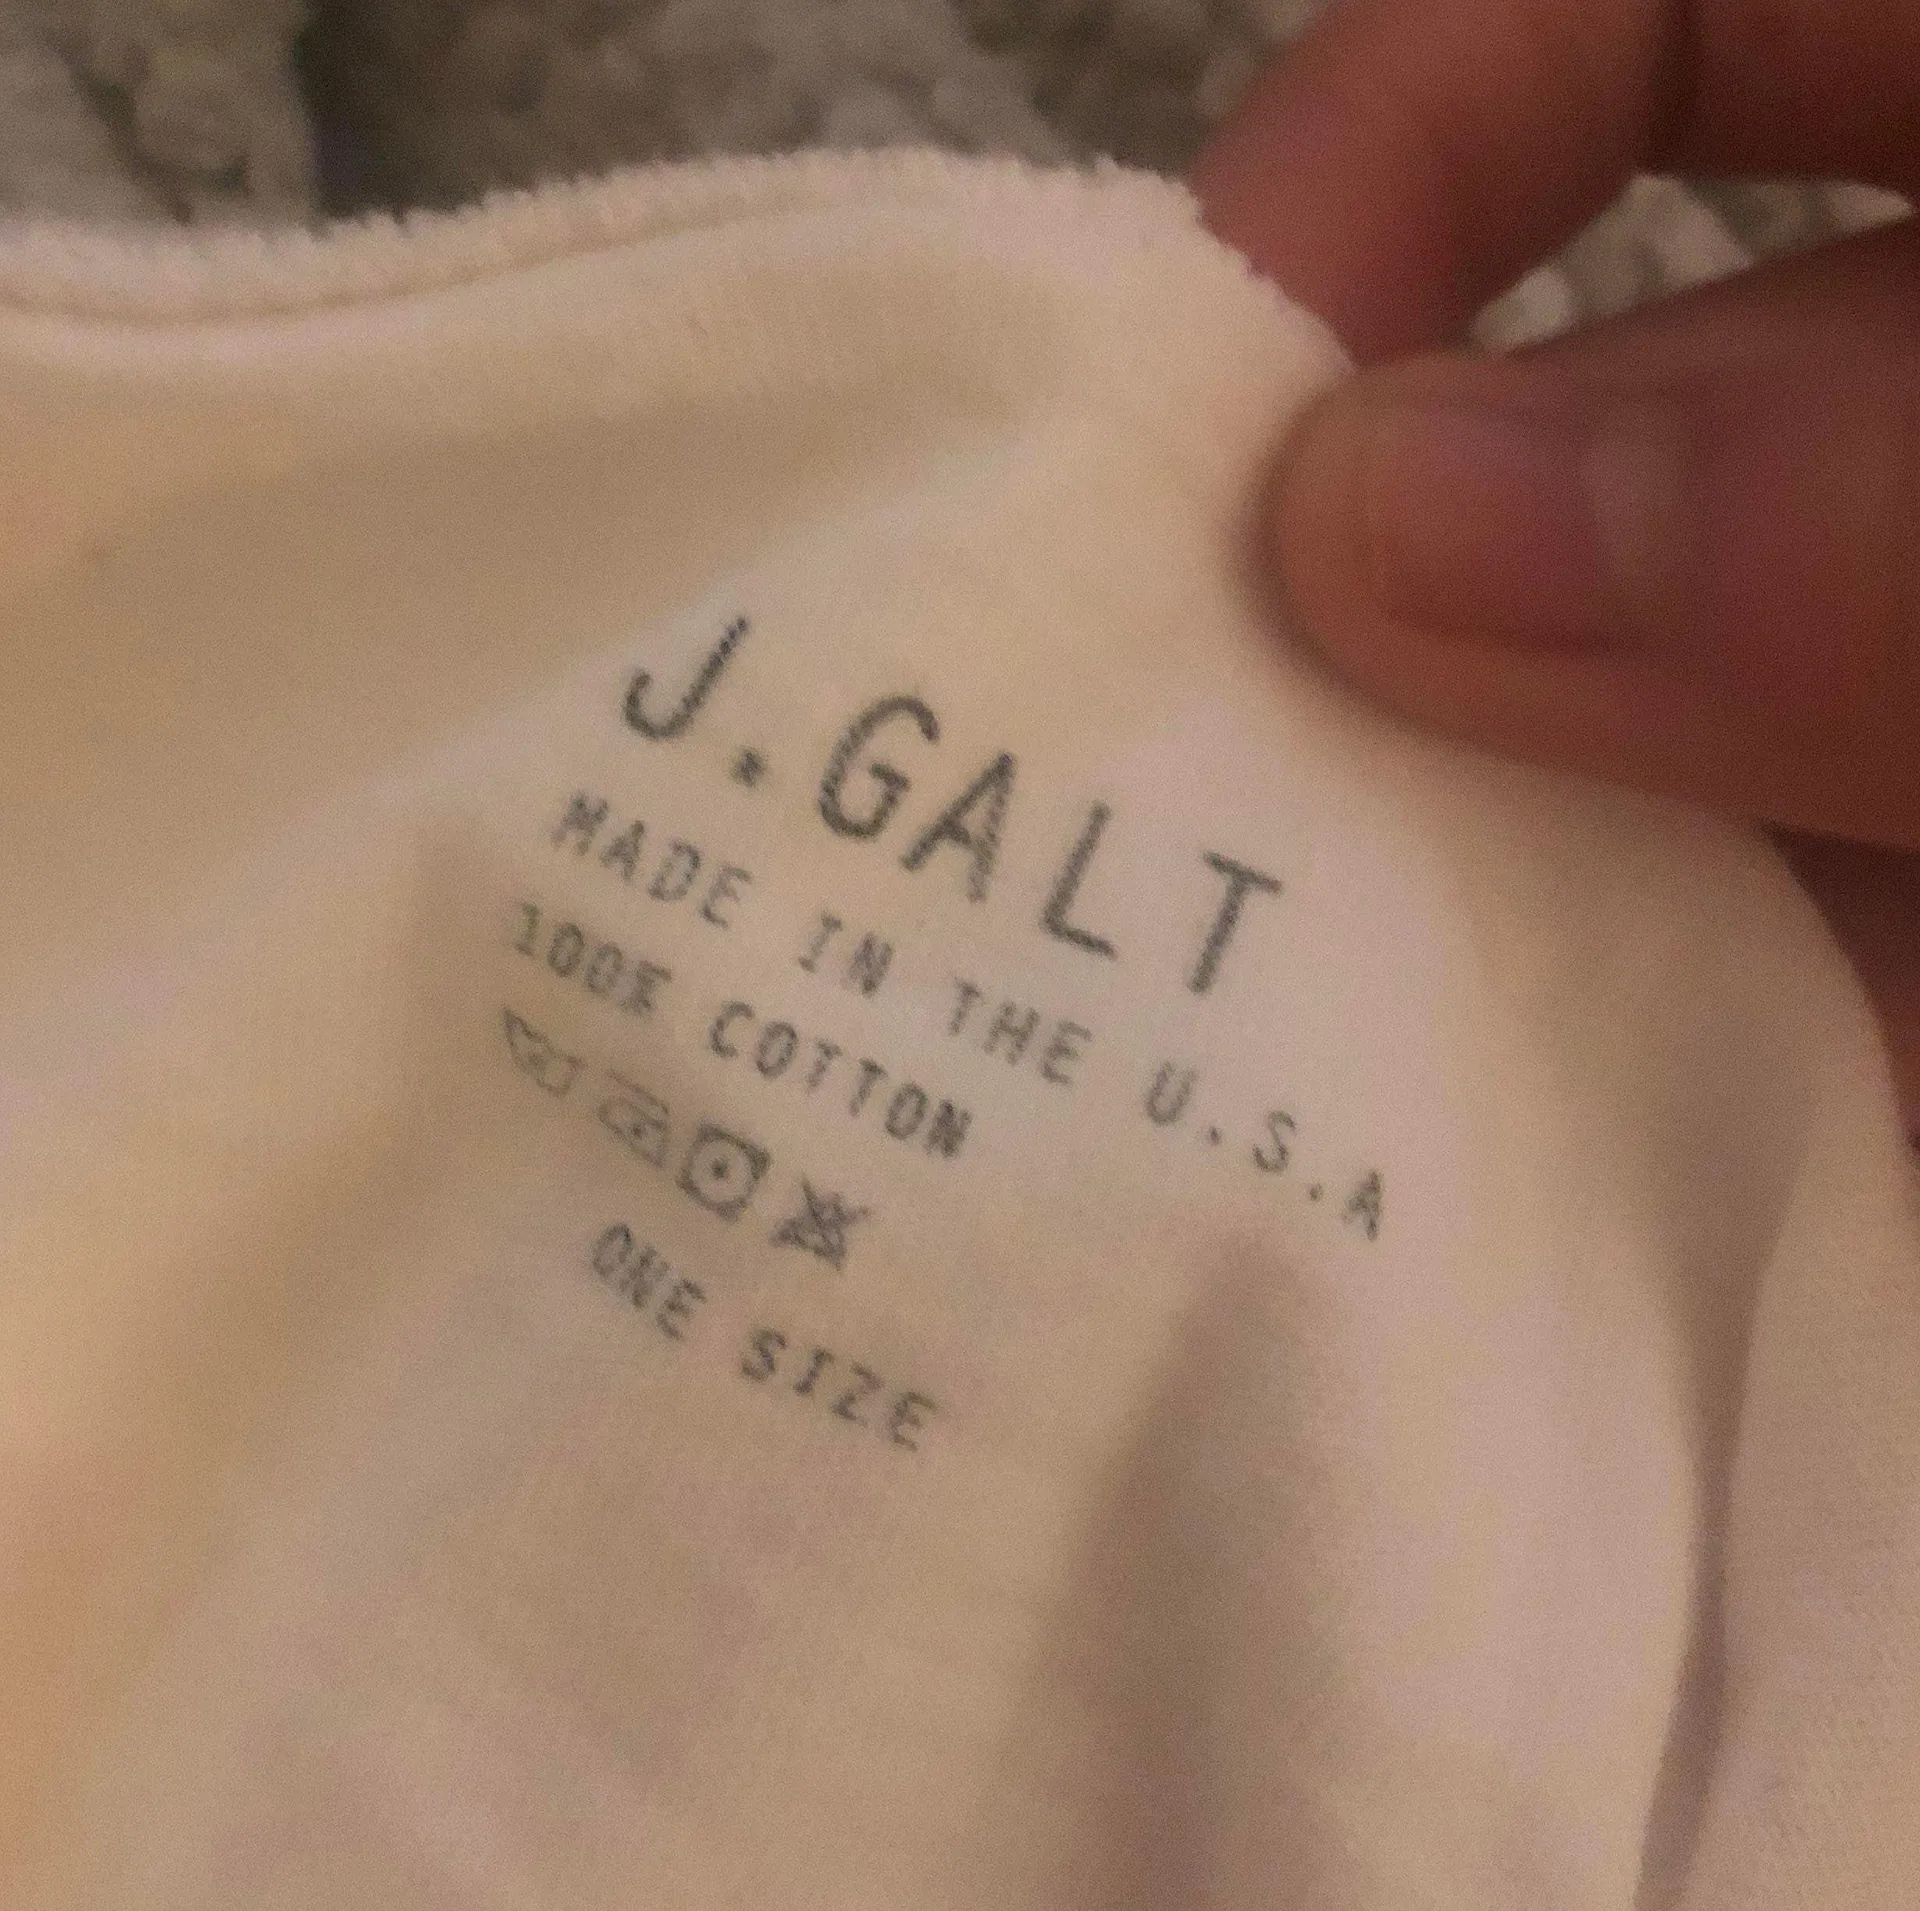 J.GALT
MADE IN THE U.S.A
100% COTTON
ONE SIZE